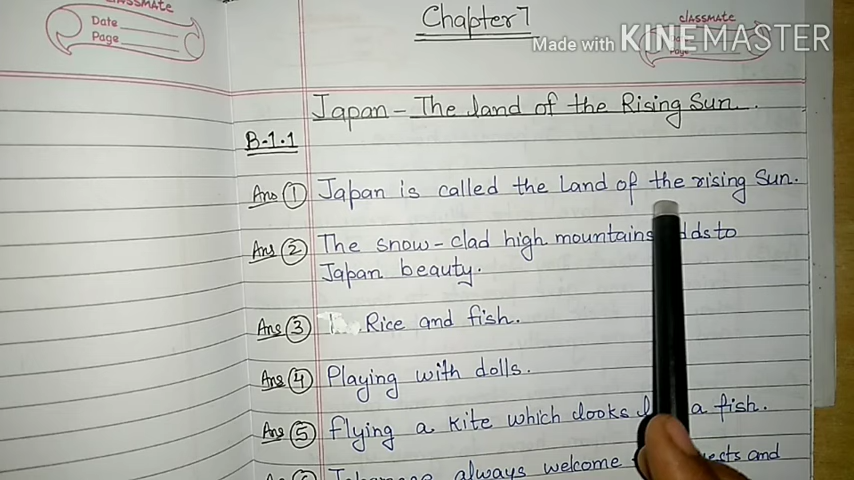 CLASSMATE
Date
Page
Chapter 7
classmate
Made with KINEMASTER
Japan - The land of the Rising Sun.
B-1.1
Ans ① Japan is called the land of the rising Sun.
Ans ② The snow-clad high mountains to
Japan beauty.
Ans ③ Rice and fish.
Ans ④ Playing with dolls.
Ans ⑤ flying a kite which looks a fish.
always welcome and